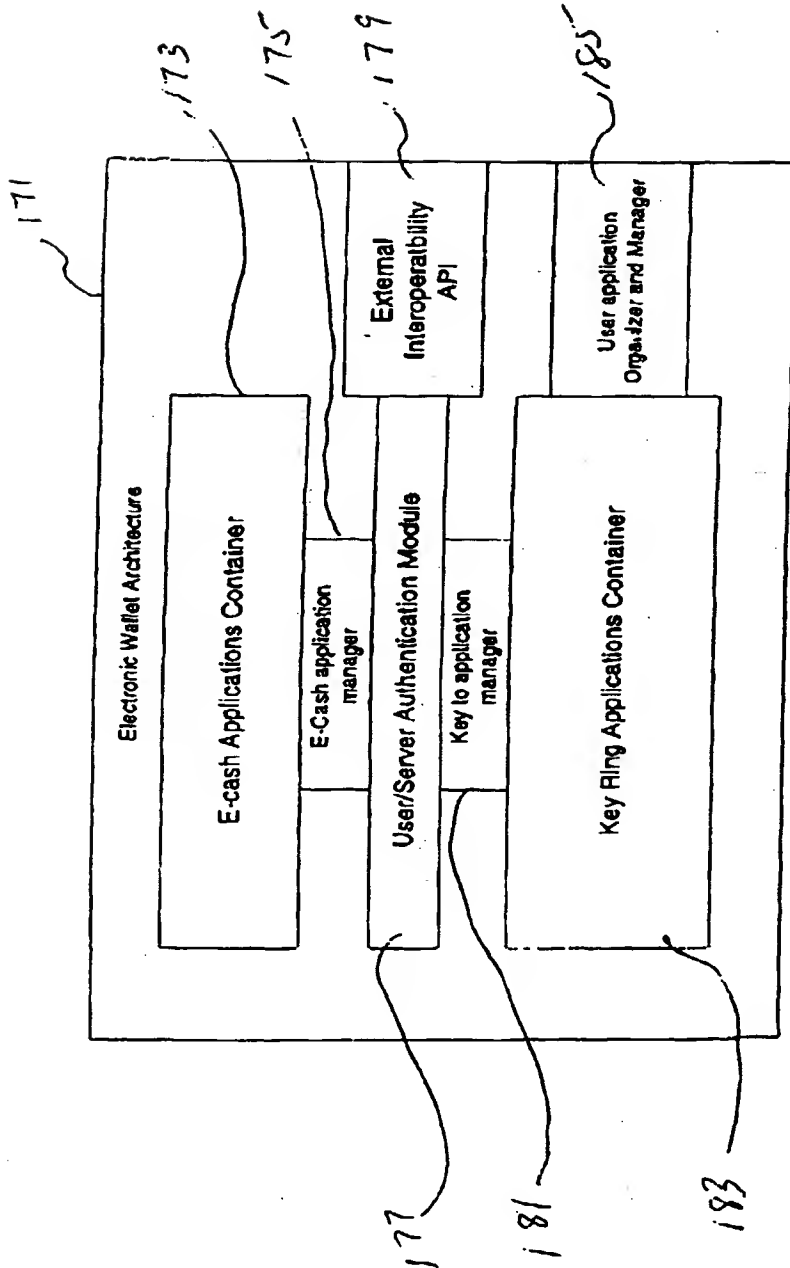 171
Electronic Wallet Architecture
E-cash Applications Container
173
E-Cash application
manager
175
User/Server Authentication Module
177
External
Interoperatbility
API
179
Key to application
manager
181
Key Ring Applications Container
183
User application
Organizer and Manager
185